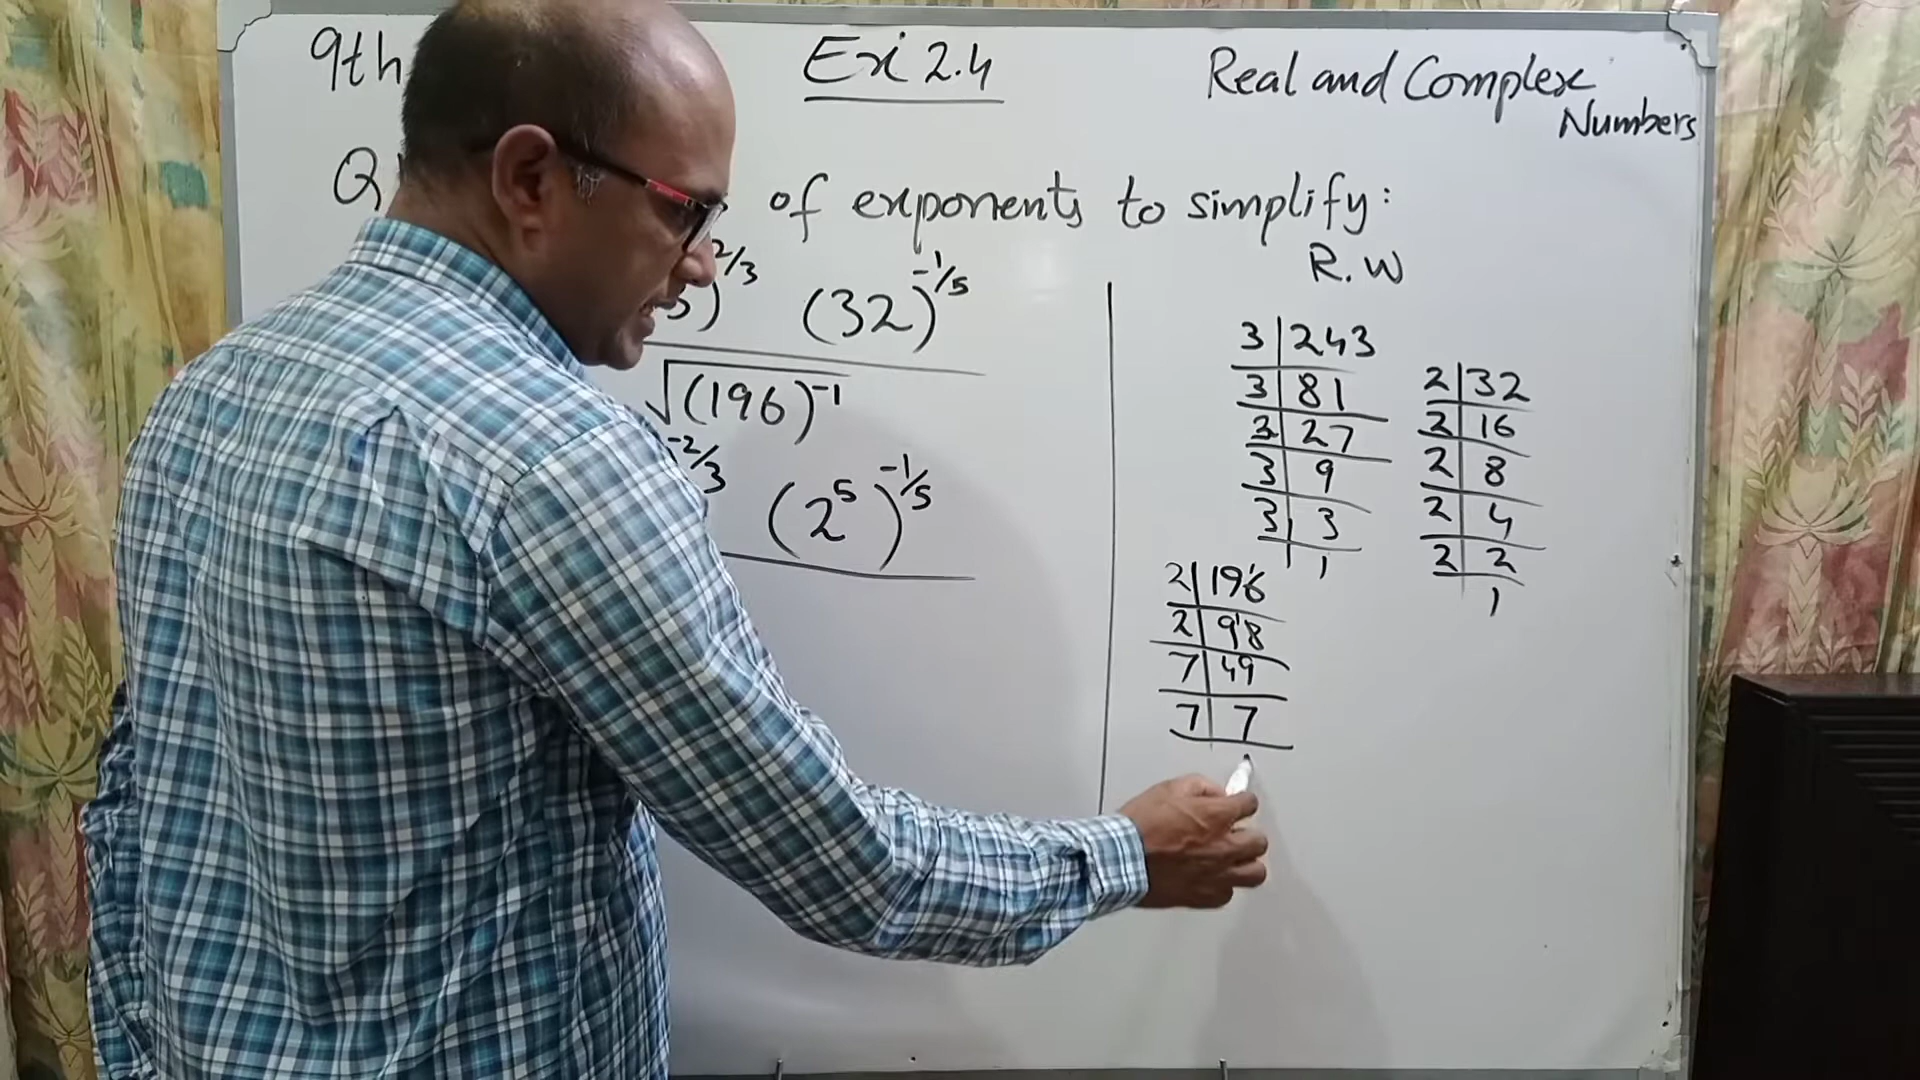 9th Ex 2.4 Real and Complex
Numbers
Q of exponents to simplify:
R.W
3)^2/3 (32)^-1/5
√(196)^-1
-2/3 (2^5)^-1/5
3 | 243
3 | 81
3 | 27
3 | 9
3 | 3
1
2 | 32
2 | 16
2 | 8
2 | 4
2 | 2
1
2 | 196
2 | 98
7 | 49
7 | 7